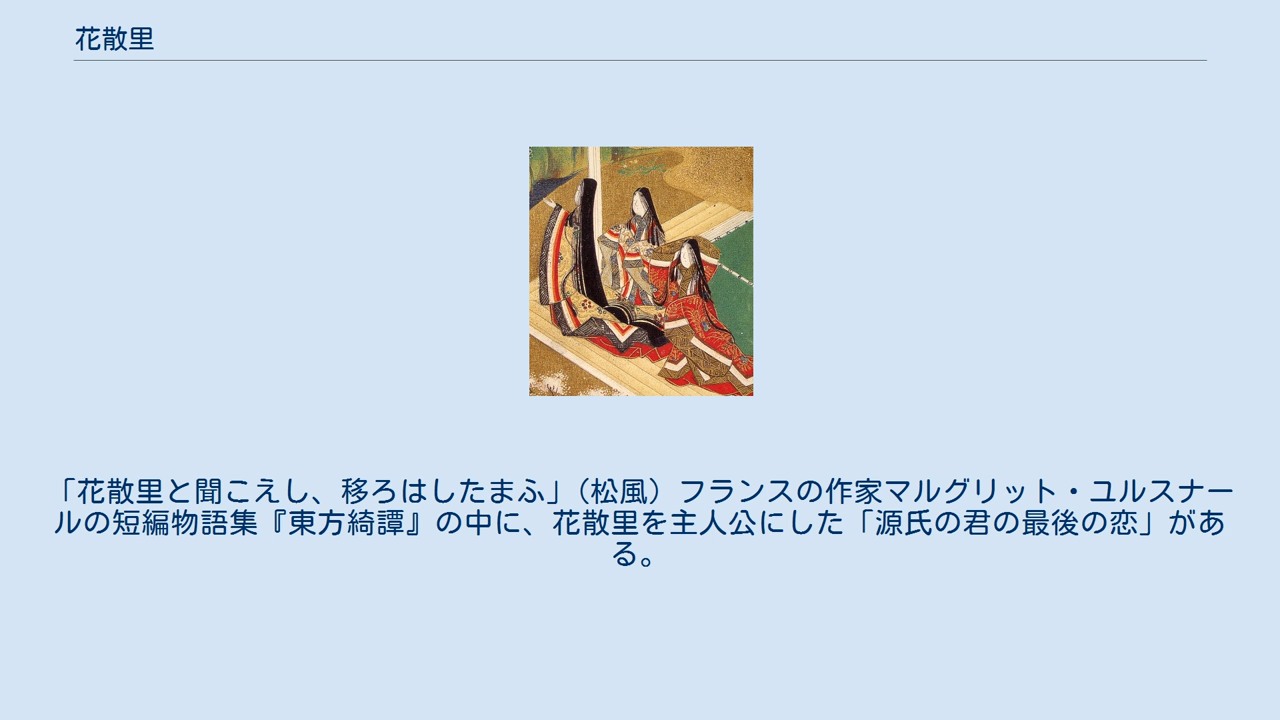 花散里
「花散里と聞こえし、移ろはしたまふ」（松風）フランスの作家マルグリット・ユルスナー
ルの短編物語集『東方綺譚』の中に、花散里を主人公にした「源氏の君の最後の恋」があ
る。